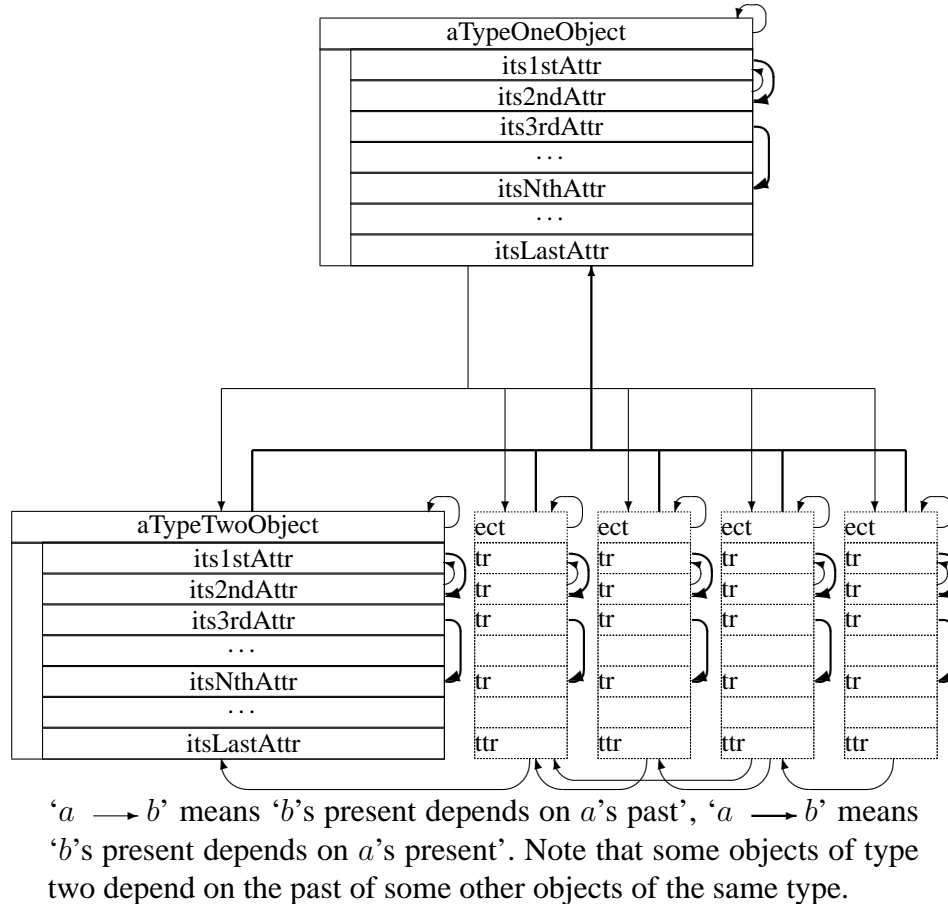 aTypeOneObject
its1stAttr
its2ndAttr
its3rdAttr
···
itsNthAttr
···
itsLastAttr
aTypeTwoObject
its1stAttr
its2ndAttr
its3rdAttr
···
itsNthAttr
···
itsLastAttr
ect
tr
tr
tr
tr
ttr
ect
tr
tr
tr
tr
ttr
ect
tr
tr
tr
tr
ttr
ect
tr
tr
tr
tr
ttr
‘a ⟶ b’ means ‘b’s present depends on a’s past’, ‘a ⟶ b’ means
‘b’s present depends on a’s present’. Note that some objects of type
two depend on the past of some other objects of the same type.